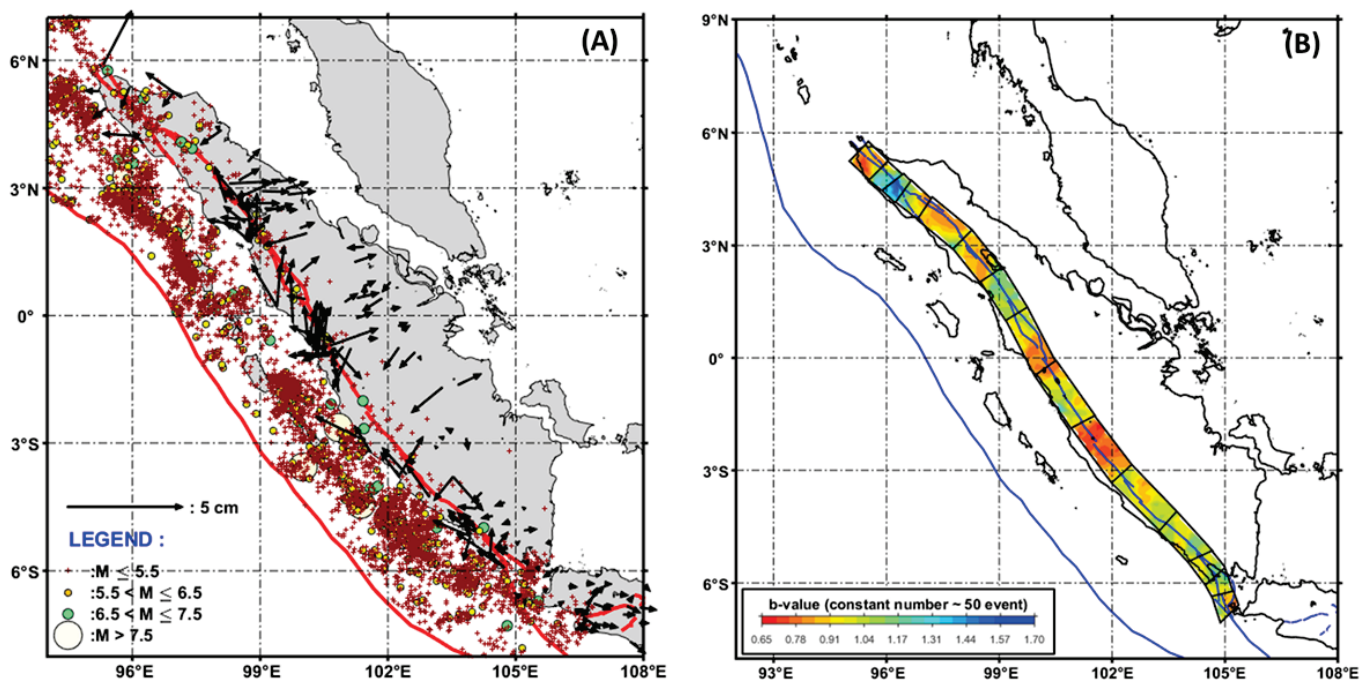 (A)
6°N
3°N
0°
3°S
6°S
: 5 cm
LEGEND :
:M ≤ 5.5
:5.5 < M ≤ 6.5
:6.5 < M ≤ 7.5
:M > 7.5
96°E 99°E 102°E 105°E 108°E
(B)
9°N
6°N
3°N
0°
3°S
6°S
b-value (constant number ~ 50 event)
0.65 0.78 0.91 1.04 1.17 1.31 1.44 1.57 1.70
93°E 96°E 99°E 102°E 105°E 108°E